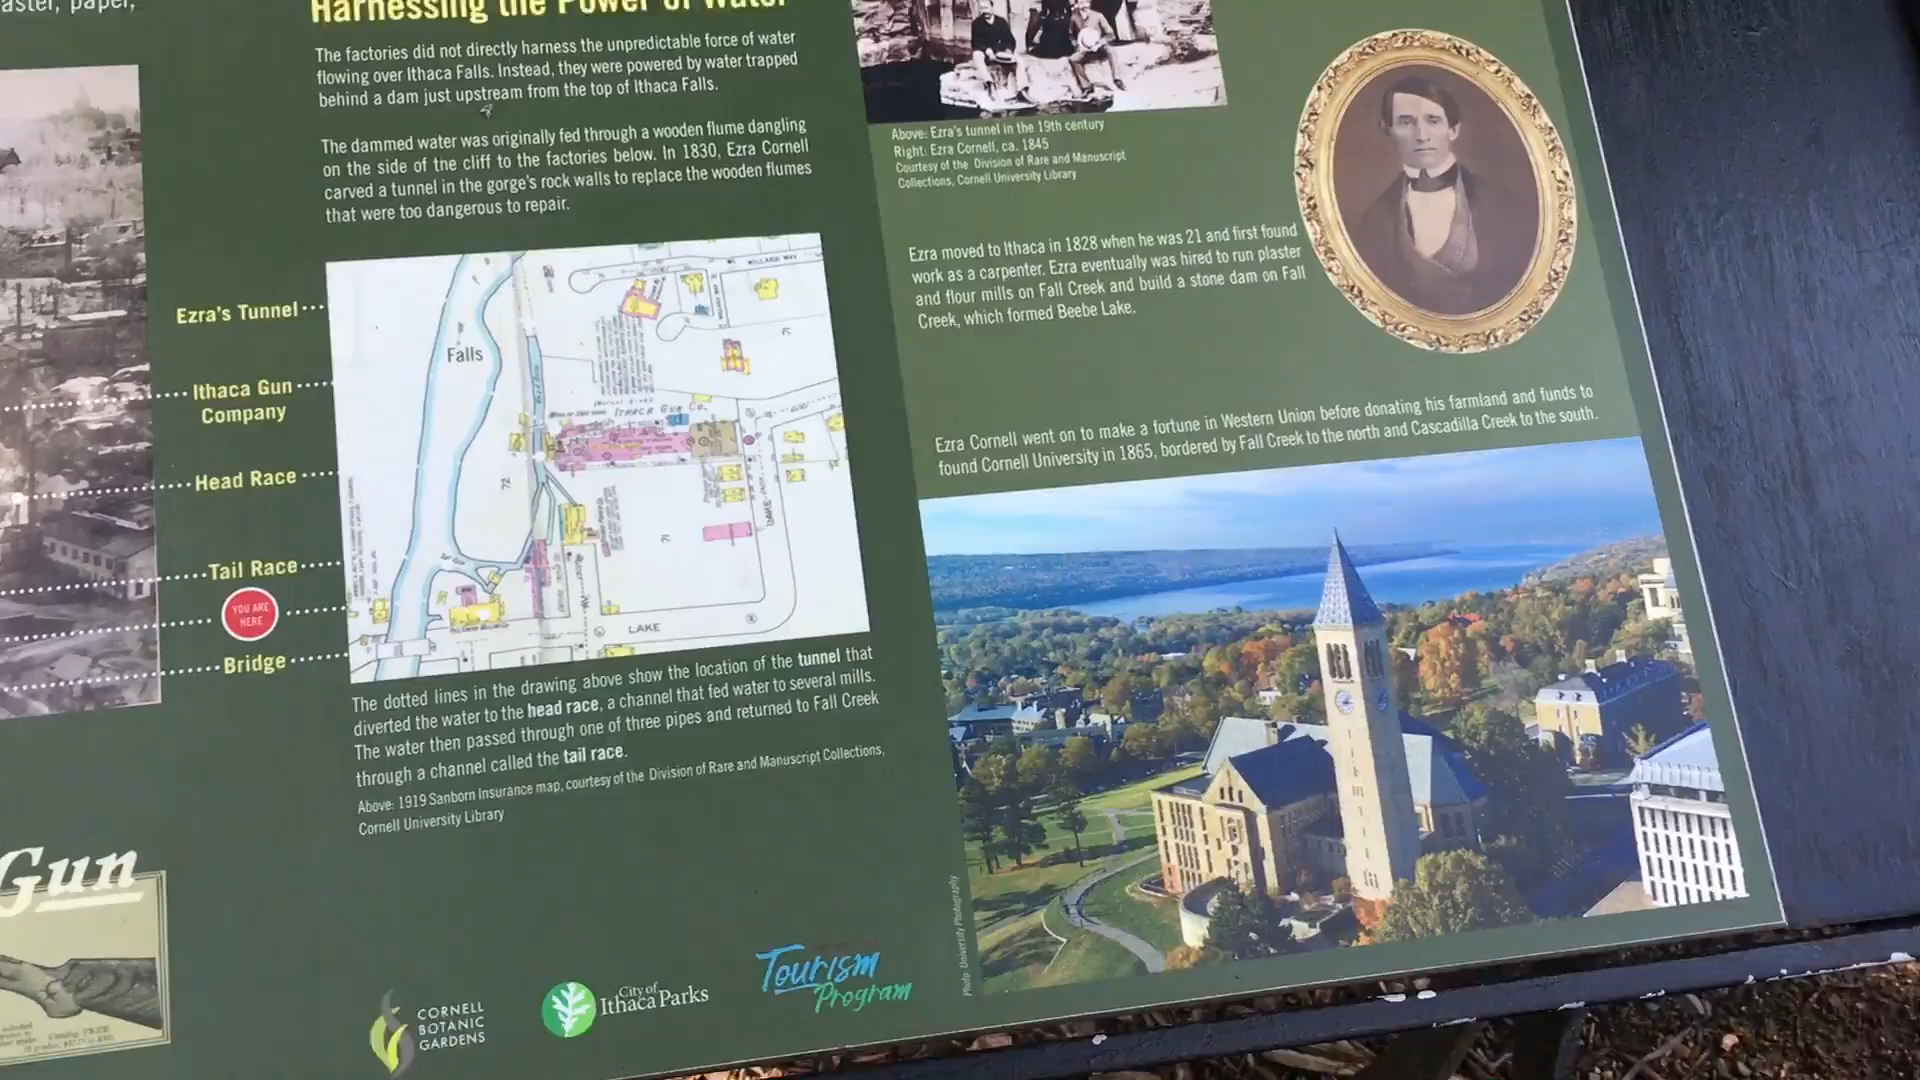 aster, paper,
Harnessing the Power of Water
The factories did not directly harness the unpredictable force of water
flowing over Ithaca Falls. Instead, they were powered by water trapped
behind a dam just upstream from the top of Ithaca Falls.
The dammed water was originally fed through a wooden flume dangling
on the side of the cliff to the factories below. In 1830, Ezra Cornell
carved a tunnel in the gorge's rock walls to replace the wooden flumes
that were too dangerous to repair.
Ezra's Tunnel
Ithaca Gun
Company
Head Race
Tail Race
YOU ARE
HERE
Bridge
Falls
WILLARD WAY
ITHACA GUN CO.
72
71
LAKE
The dotted lines in the drawing above show the location of the tunnel that
diverted the water to the head race, a channel that fed water to several mills.
The water then passed through one of three pipes and returned to Fall Creek
through a channel called the tail race.
Above: 1919 Sanborn Insurance map, courtesy of the Division of Rare and Manuscript Collections,
Cornell University Library
Gun
CORNELL
BOTANIC
GARDENS
City of
Ithaca Parks
Tourism
Program
Above: Ezra's tunnel in the 19th century
Right: Ezra Cornell, ca. 1845
Courtesy of the Division of Rare and Manuscript
Collections, Cornell University Library
Ezra moved to Ithaca in 1828 when he was 21 and first found
work as a carpenter. Ezra eventually was hired to run plaster
and flour mills on Fall Creek and build a stone dam on Fall
Creek, which formed Beebe Lake.
Ezra Cornell went on to make a fortune in Western Union before donating his farmland and funds to
found Cornell University in 1865, bordered by Fall Creek to the north and Cascadilla Creek to the south.
Photo: University Photography